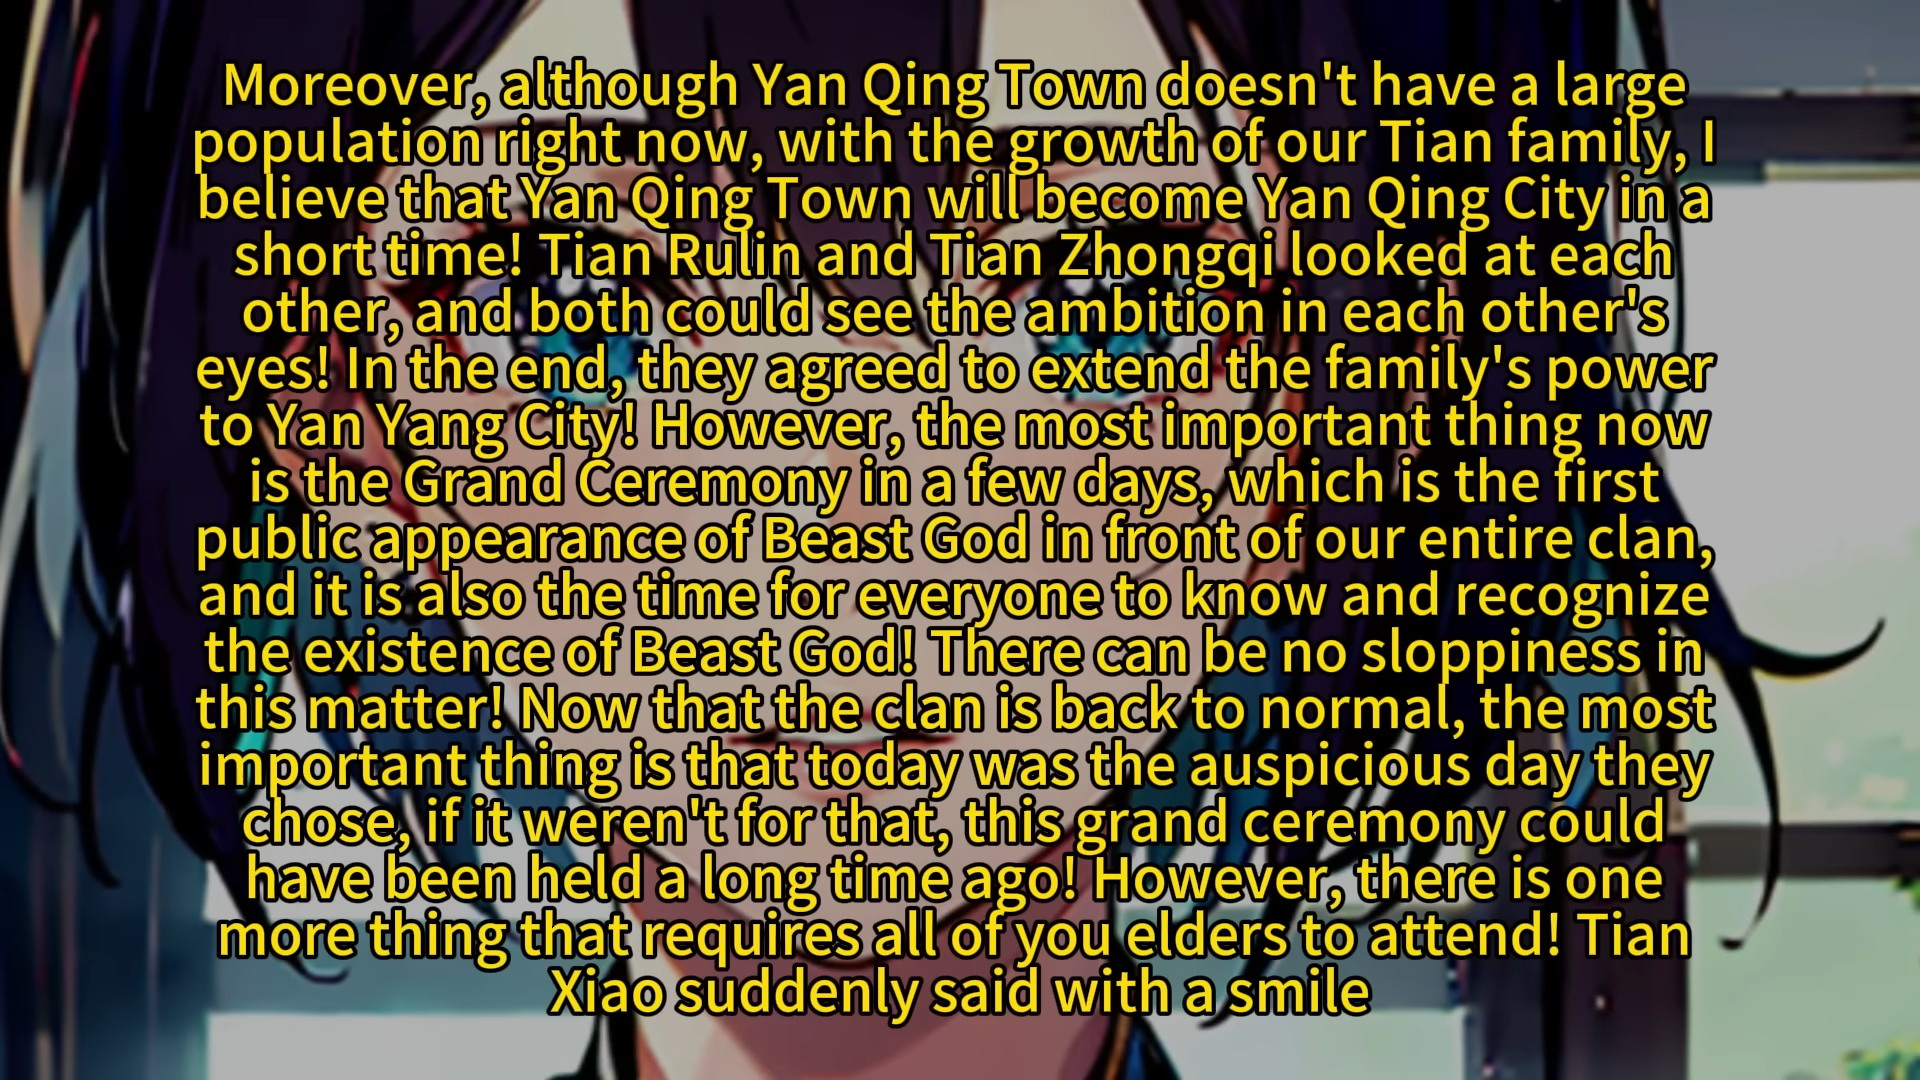 Moreover, although Yan Qing Town doesn't have a large
population right now, with the growth of our Tian family, I
believe that Yan Qing Town will become Yan Qing City in a
short time! Tian Rulin and Tian Zhongqi looked at each
other, and both could see the ambition in each other's
eyes! In the end, they agreed to extend the family's power
to Yan Yang City! However, the most important thing now
is the Grand Ceremony in a few days, which is the first
public appearance of Beast God in front of our entire clan,
and it is also the time for everyone to know and recognize
the existence of Beast God! There can be no sloppiness in
this matter! Now that the clan is back to normal, the most
important thing is that today was the auspicious day they
chose, if it weren't for that, this grand ceremony could
have been held a long time ago! However, there is one
more thing that requires all of you elders to attend! Tian
Xiao suddenly said with a smile